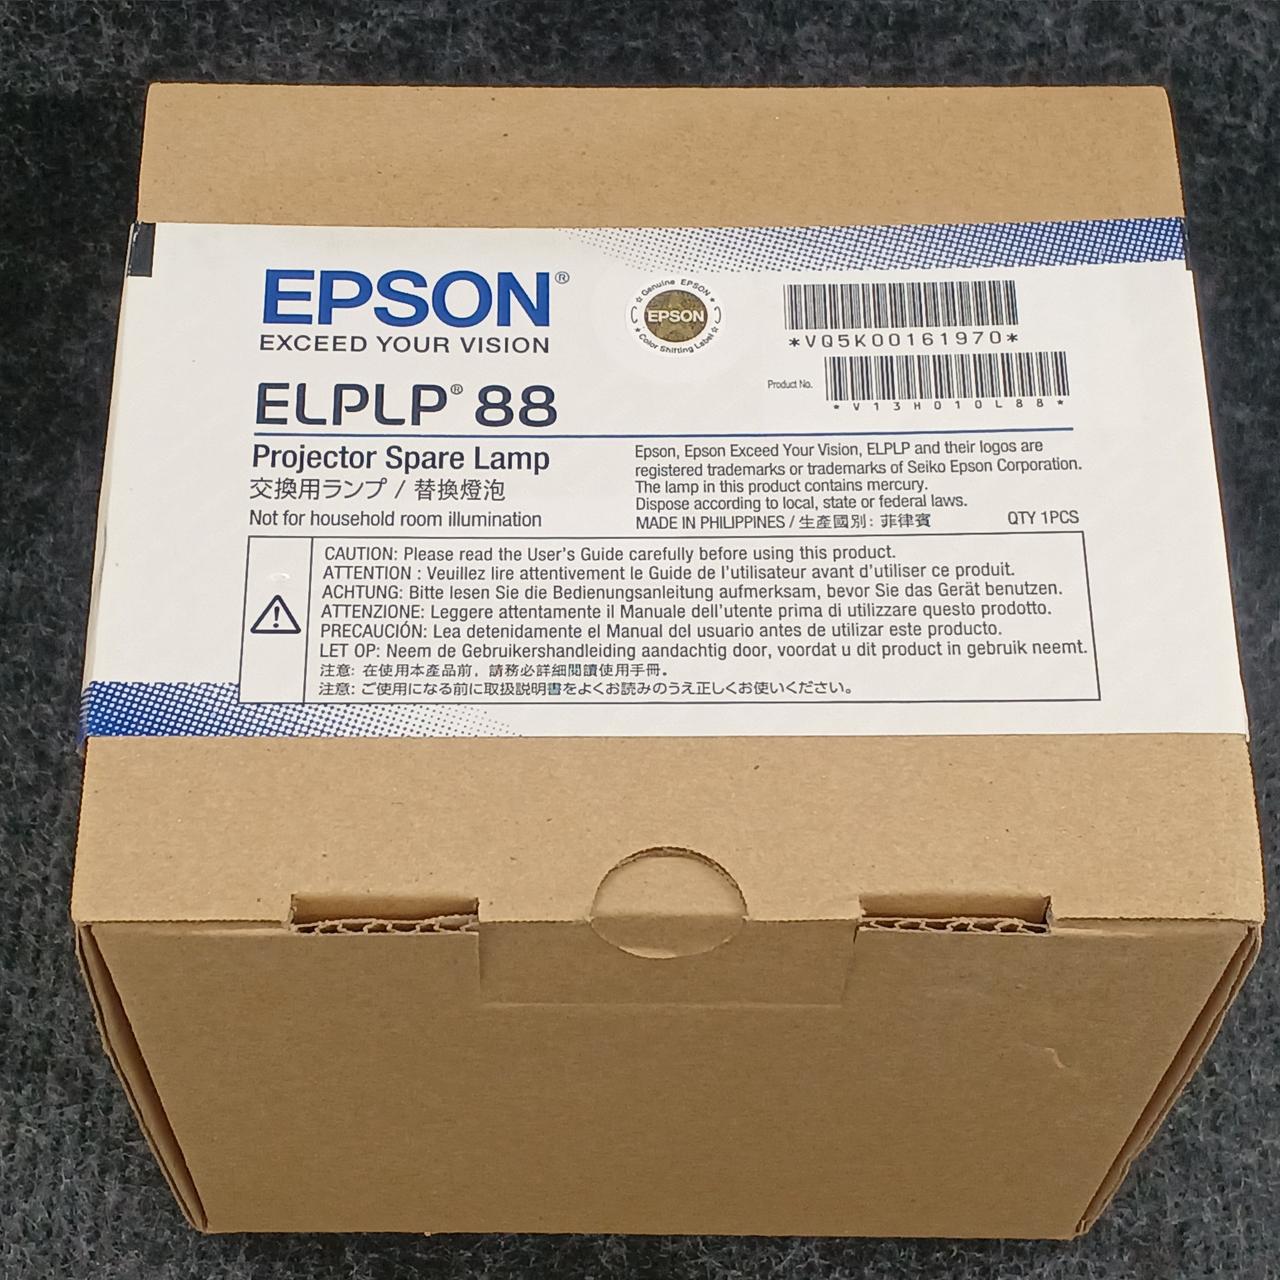 EPSON®
EXCEED YOUR VISION
☆ Genuine EPSON ★
EPSON
★ Color Shifting Label ☆
*VQ5K00161970*
Product No.
*V13H010L88*
ELPLP® 88
Projector Spare Lamp
交換用ランプ / 替換燈泡
Not for household room illumination
Epson, Epson Exceed Your Vision, ELPLP and their logos are
registered trademarks or trademarks of Seiko Epson Corporation.
The lamp in this product contains mercury.
Dispose according to local, state or federal laws.
MADE IN PHILIPPINES / 生產國別: 菲律賓 QTY 1PCS
CAUTION: Please read the User's Guide carefully before using this product.
ATTENTION : Veuillez lire attentivement le Guide de l'utilisateur avant d'utiliser ce produit.
ACHTUNG: Bitte lesen Sie die Bedienungsanleitung aufmerksam, bevor Sie das Gerät benutzen.
ATTENZIONE: Leggere attentamente il Manuale dell'utente prima di utilizzare questo prodotto.
PRECAUCIÓN: Lea detenidamente el Manual del usuario antes de utilizar este producto.
LET OP: Neem de Gebruikershandleiding aandachtig door, voordat u dit product in gebruik neemt.
注意: 在使用本產品前, 請務必詳細閱讀使用手冊。
注意: ご使用になる前に取扱説明書をよくお読みのうえ正しくお使いください。